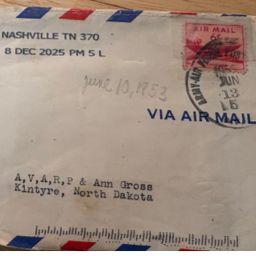 NASHVILLE TN 370
8 DEC 2025 PM 5 L
AIR MAIL
6¢
JUN
13
June 10, 1953
VIA AIR MAIL
A,V,A,R,P & Ann Gross
Kintyre, North Dakota